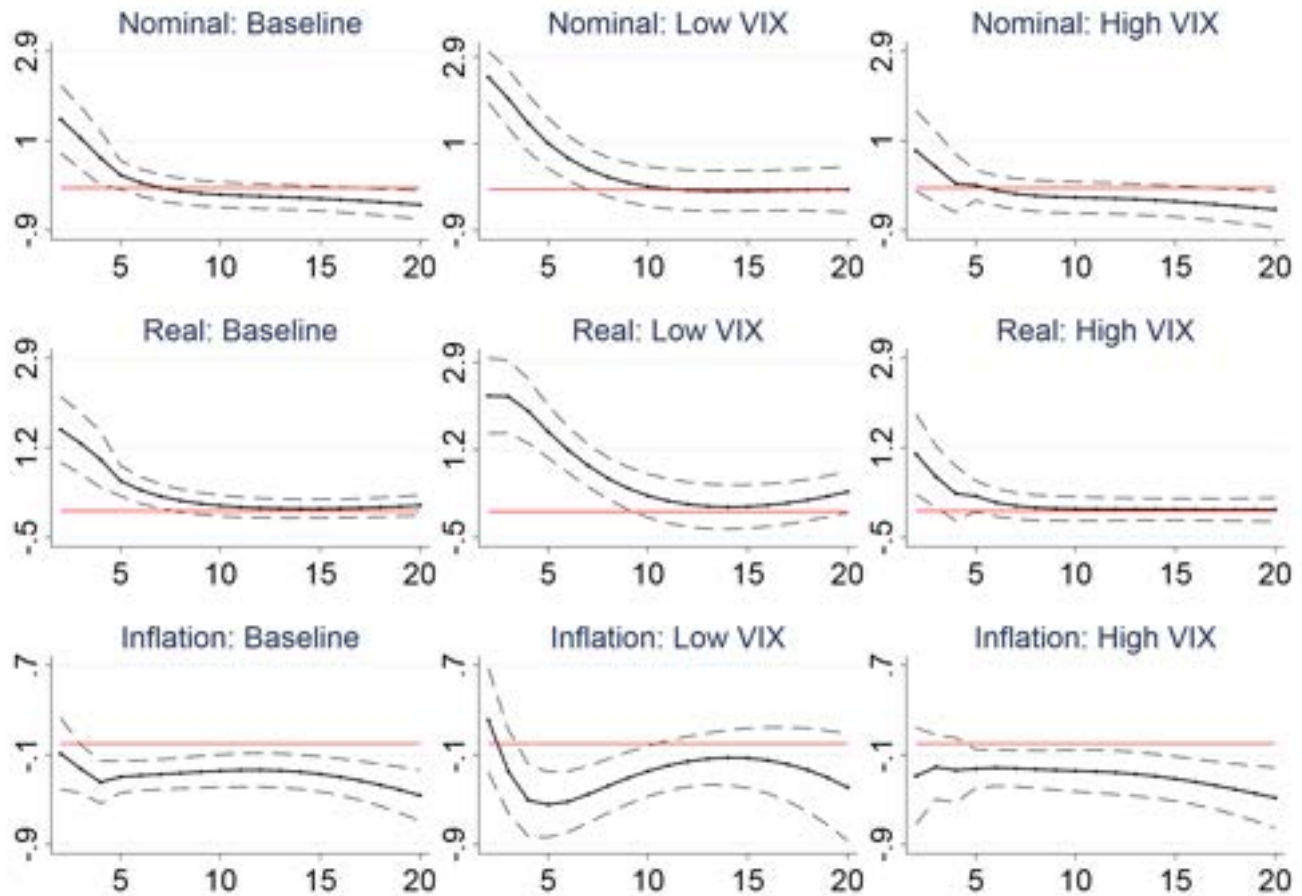 Nominal: Baseline
Nominal: Low VIX
Nominal: High VIX
2.9
1
-.9
5 10 15 20
2.9
1
-.9
5 10 15 20
2.9
1
-.9
5 10 15 20
Real: Baseline
Real: Low VIX
Real: High VIX
2.9
1.2
-.5
5 10 15 20
2.9
1.2
-.5
5 10 15 20
2.9
1.2
-.5
5 10 15 20
Inflation: Baseline
Inflation: Low VIX
Inflation: High VIX
.7
-.1
-.9
5 10 15 20
.7
-.1
-.9
5 10 15 20
.7
-.1
-.9
5 10 15 20